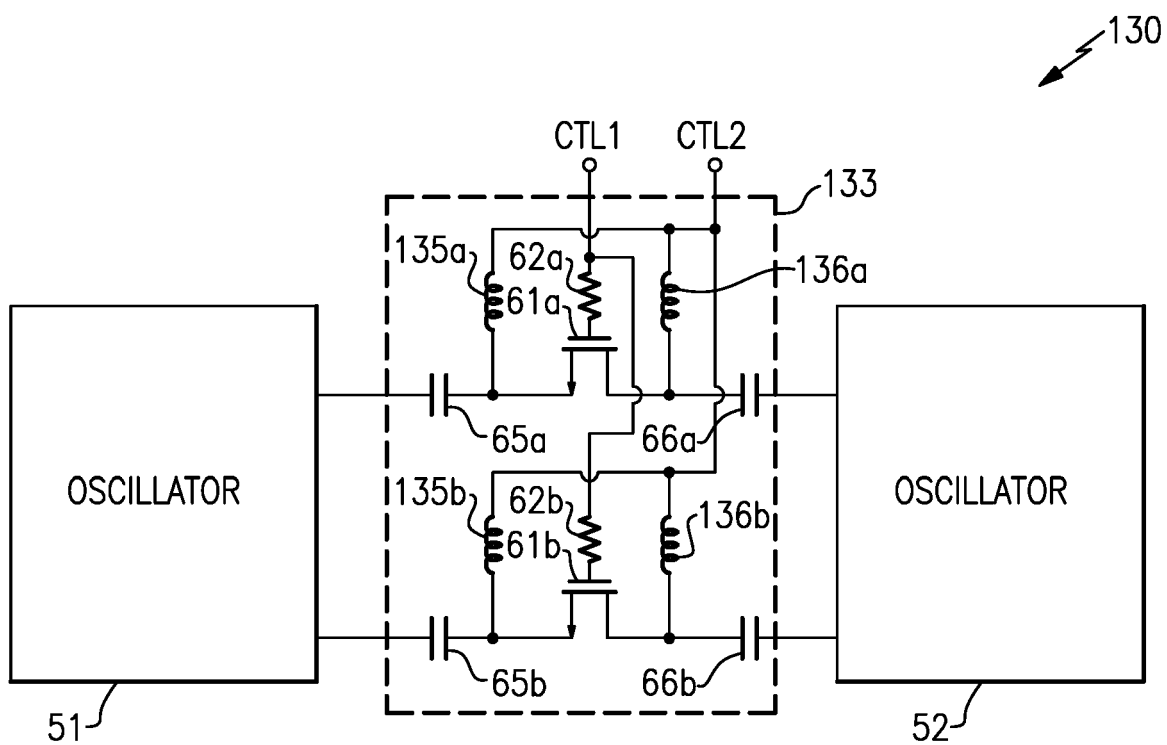 130
CTL1 CTL2
133
135a 62a 136a
61a
65a 66a
OSCILLATOR OSCILLATOR
135b 62b 136b
61b
65b 66b
51 52